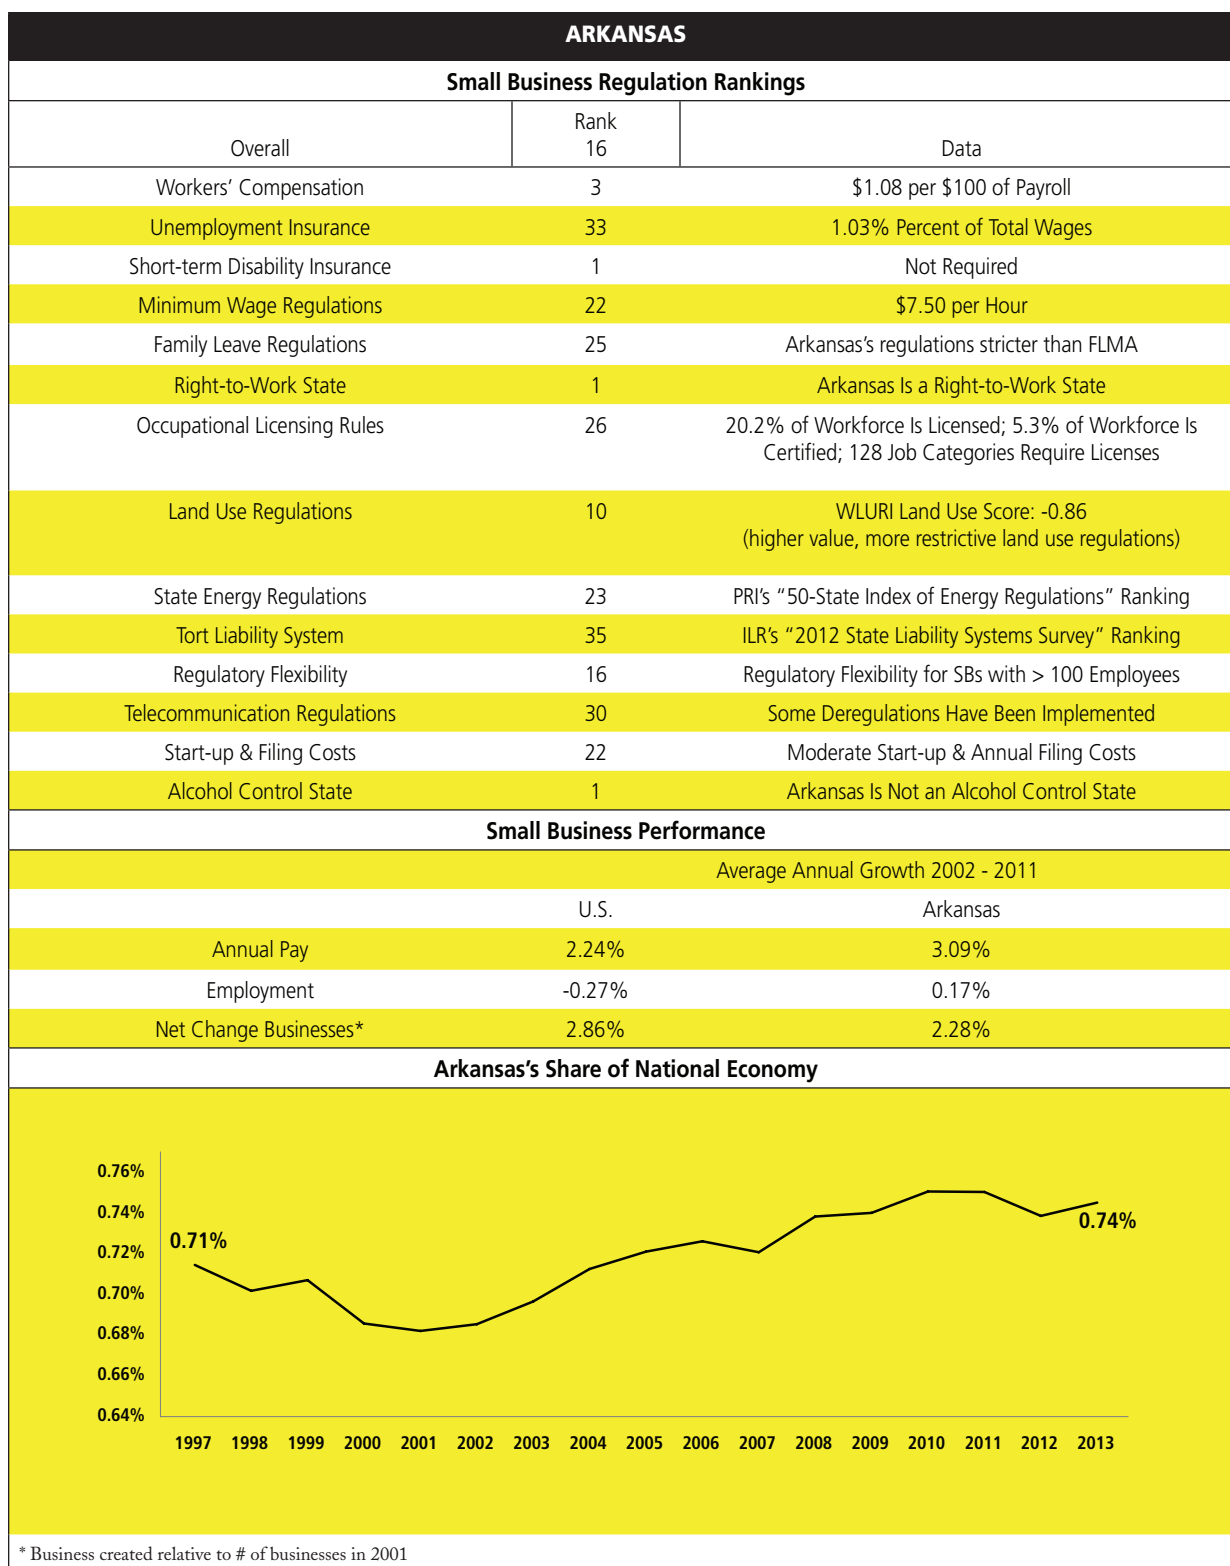 ARKANSAS
Small Business Regulation Rankings
Rank
Overall 16 Data
Workers’ Compensation 3 $1.08 per $100 of Payroll
Unemployment Insurance 33 1.03% Percent of Total Wages
Short-term Disability Insurance 1 Not Required
Minimum Wage Regulations 22 $7.50 per Hour
Family Leave Regulations 25 Arkansas’s regulations stricter than FLMA
Right-to-Work State 1 Arkansas Is a Right-to-Work State
Occupational Licensing Rules 26 20.2% of Workforce Is Licensed; 5.3% of Workforce Is
Certified; 128 Job Categories Require Licenses
Land Use Regulations 10 WLURI Land Use Score: -0.86
(higher value, more restrictive land use regulations)
State Energy Regulations 23 PRI’s “50-State Index of Energy Regulations” Ranking
Tort Liability System 35 ILR’s “2012 State Liability Systems Survey” Ranking
Regulatory Flexibility 16 Regulatory Flexibility for SBs with > 100 Employees
Telecommunication Regulations 30 Some Deregulations Have Been Implemented
Start-up & Filing Costs 22 Moderate Start-up & Annual Filing Costs
Alcohol Control State 1 Arkansas Is Not an Alcohol Control State
Small Business Performance
Average Annual Growth 2002 - 2011
U.S. Arkansas
Annual Pay 2.24% 3.09%
Employment -0.27% 0.17%
Net Change Businesses* 2.86% 2.28%
Arkansas’s Share of National Economy
0.76%
0.74%
0.72%
0.70%
0.68%
0.66%
0.64%
0.71%
0.74%
1997 1998 1999 2000 2001 2002 2003 2004 2005 2006 2007 2008 2009 2010 2011 2012 2013
* Business created relative to # of businesses in 2001